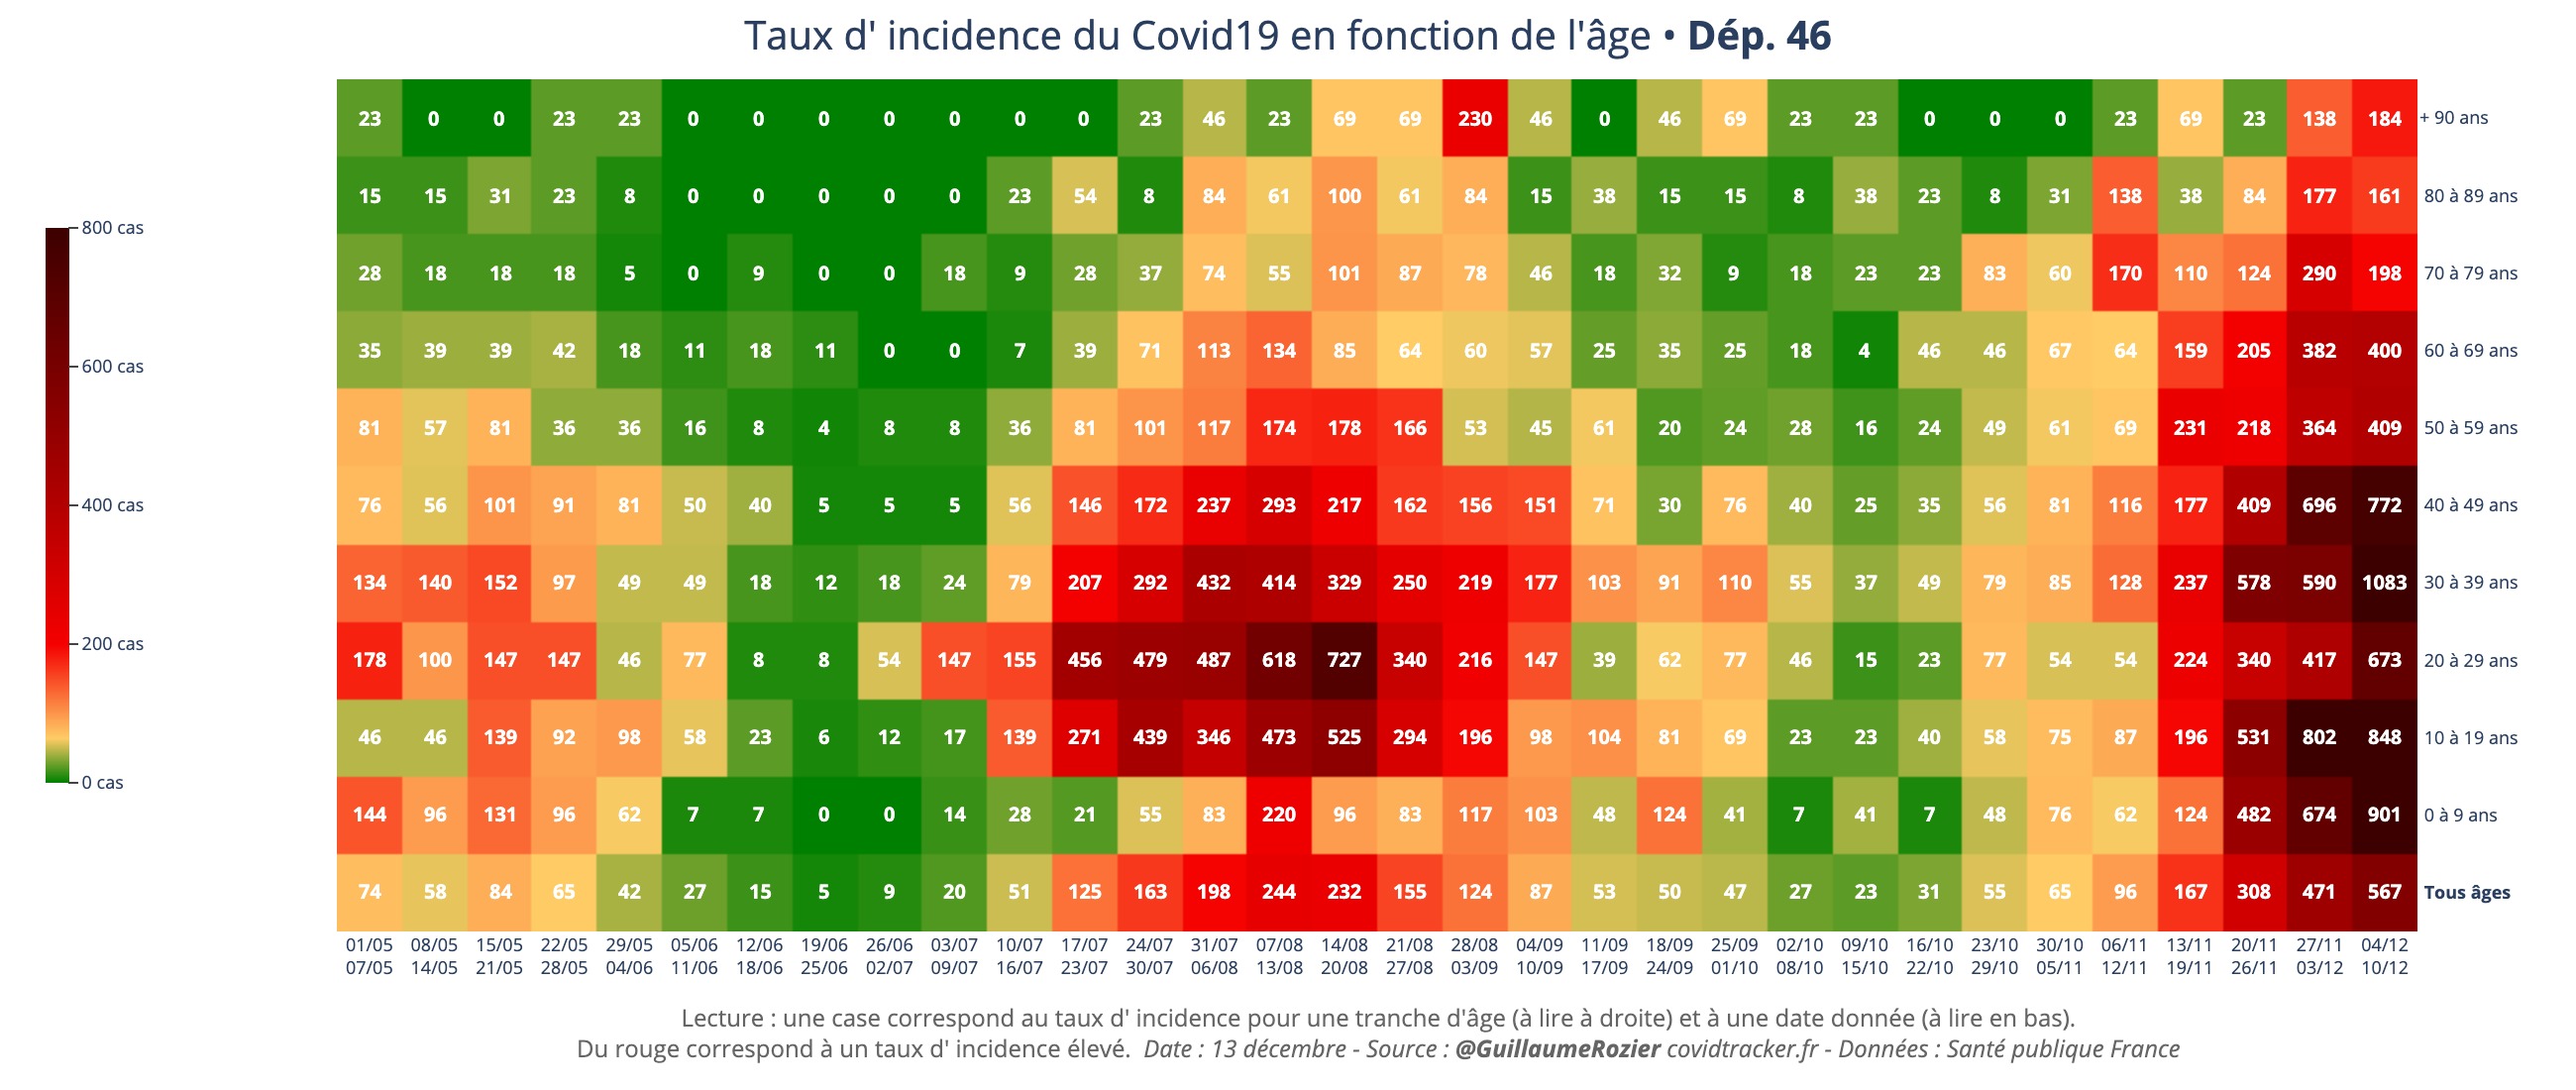 Taux d' incidence du Covid19 en fonction de l'âge • Dép. 46
800 cas
600 cas
400 cas
200 cas
0 cas
23 0 0 23 23 0 0 0 0 0 0 0 23 46 23 69 69 230 46 0 46 69 23 23 0 0 0 23 69 23 138 184 + 90 ans
15 15 31 23 8 0 0 0 0 0 23 54 8 84 61 100 61 84 15 38 15 15 8 38 23 8 31 138 38 84 177 161 80 à 89 ans
28 18 18 18 5 0 9 0 0 18 9 28 37 74 55 101 87 78 46 18 32 9 18 23 23 83 60 170 110 124 290 198 70 à 79 ans
35 39 39 42 18 11 18 11 0 0 7 39 71 113 134 85 64 60 57 25 35 25 18 4 46 46 67 64 159 205 382 400 60 à 69 ans
81 57 81 36 36 16 8 4 8 8 36 81 101 117 174 178 166 53 45 61 20 24 28 16 24 49 61 69 231 218 364 409 50 à 59 ans
76 56 101 91 81 50 40 5 5 5 56 146 172 237 293 217 162 156 151 71 30 76 40 25 35 56 81 116 177 409 696 772 40 à 49 ans
134 140 152 97 49 49 18 12 18 24 79 207 292 432 414 329 250 219 177 103 91 110 55 37 49 79 85 128 237 578 590 1083 30 à 39 ans
178 100 147 147 46 77 8 8 54 147 155 456 479 487 618 727 340 216 147 39 62 77 46 15 23 77 54 54 224 340 417 673 20 à 29 ans
46 46 139 92 98 58 23 6 12 17 139 271 439 346 473 525 294 196 98 104 81 69 23 23 40 58 75 87 196 531 802 848 10 à 19 ans
144 96 131 96 62 7 7 0 0 14 28 21 55 83 220 96 83 117 103 48 124 41 7 41 7 48 76 62 124 482 674 901 0 à 9 ans
74 58 84 65 42 27 15 5 9 20 51 125 163 198 244 232 155 124 87 53 50 47 27 23 31 55 65 96 167 308 471 567 Tous âges
01/05 08/05 15/05 22/05 29/05 05/06 12/06 19/06 26/06 03/07 10/07 17/07 24/07 31/07 07/08 14/08 21/08 28/08 04/09 11/09 18/09 25/09 02/10 09/10 16/10 23/10 30/10 06/11 13/11 20/11 27/11 04/12
07/05 14/05 21/05 28/05 04/06 11/06 18/06 25/06 02/07 09/07 16/07 23/07 30/07 06/08 13/08 20/08 27/08 03/09 10/09 17/09 24/09 01/10 08/10 15/10 22/10 29/10 05/11 12/11 19/11 26/11 03/12 10/12
Lecture : une case correspond au taux d' incidence pour une tranche d'âge (à lire à droite) et à une date donnée (à lire en bas).
Du rouge correspond à un taux d' incidence élevé. Date : 13 décembre - Source : @GuillaumeRozier covidtracker.fr - Données : Santé publique France